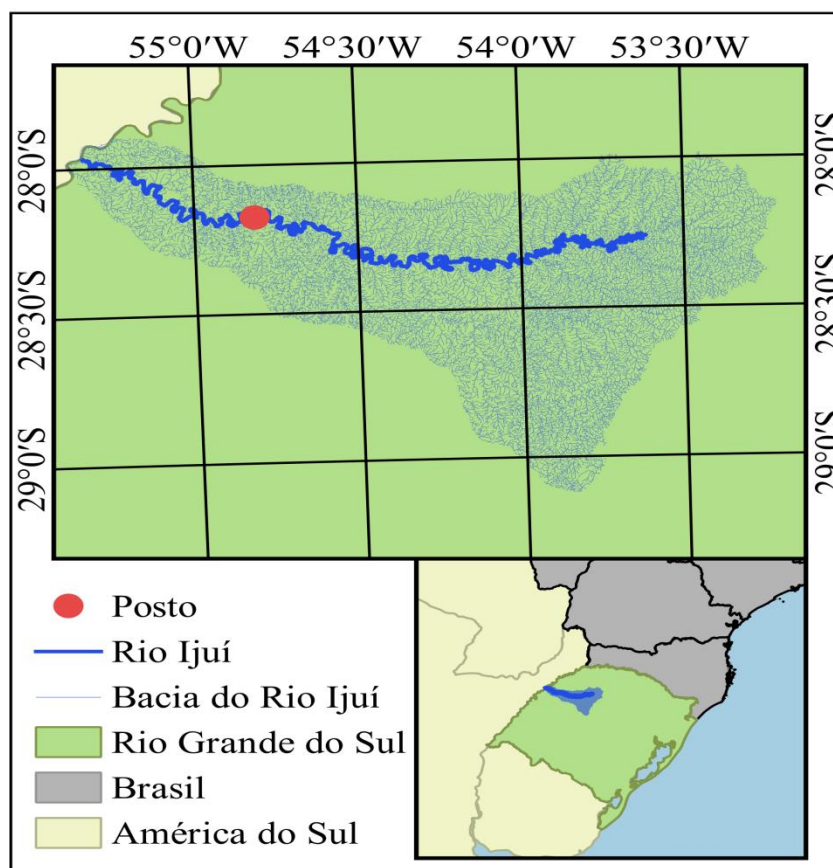 55°0′W 54°30′W 54°0′W 53°30′W
28°0′S 28°0′S
28°30′S 28°30′S
29°0′S 29°0′S
Posto
Rio Ijuí
Bacia do Rio Ijuí
Rio Grande do Sul
Brasil
América do Sul